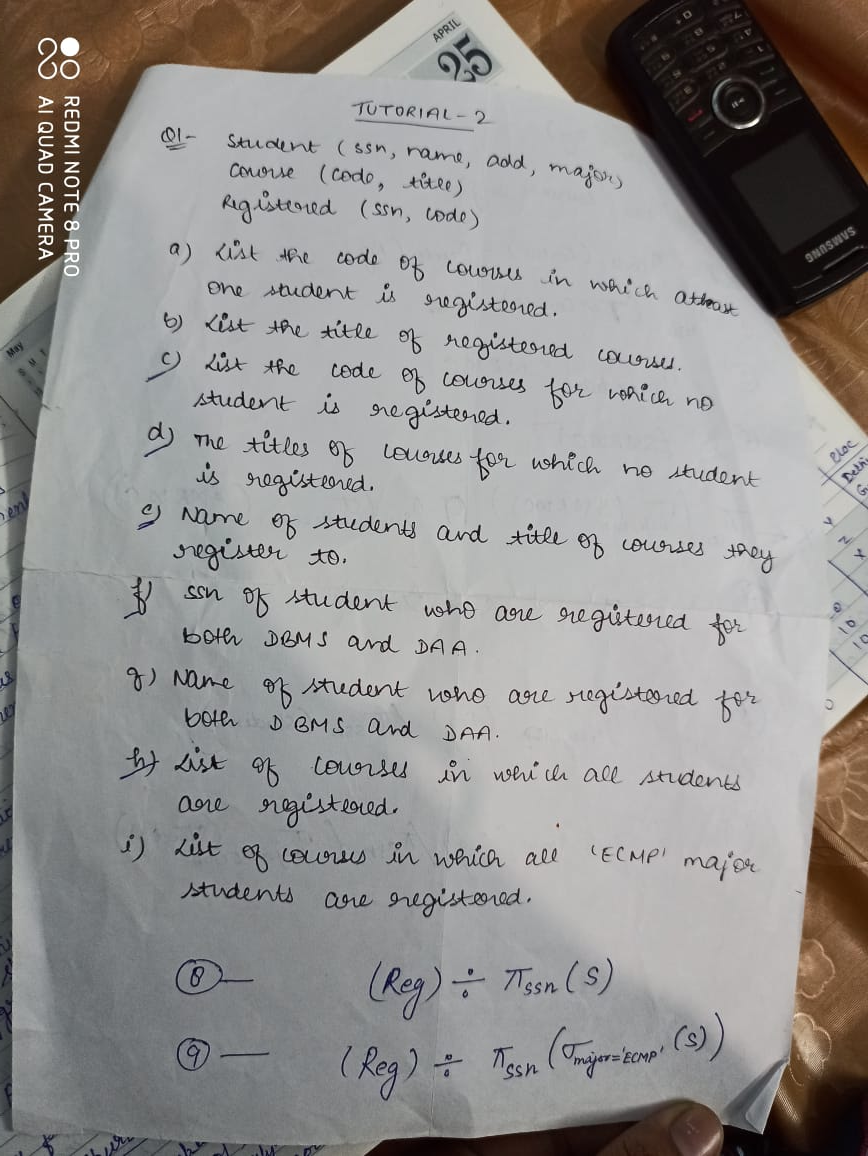 REDMI NOTE 8 PRO
AI QUAD CAMERA
APRIL
25
SAMSUNG
May
TUTORIAL-2
Q1- Student (ssn, name, add, major)
Course (code, title)
Registered (ssn, code)
a) List the code of courses in which atleast
one student is registered.
b) List the title of registered courses.
c) List the code of courses for which no
student is registered.
d) The titles of courses for which no student
is registered.
e) Name of students and title of courses they
register to.
f) ssn of student who are registered for
both DBMS and DAA.
g) Name of student who are registered for
both DBMS and DAA.
h) List of courses in which all students
are registered.
i) List of courses in which all 'ECMP' major
students are registered.
8 — (Reg) ÷ πssn (S)
9 — (Reg) ÷ πssn (σmajor='ECMP' (S))